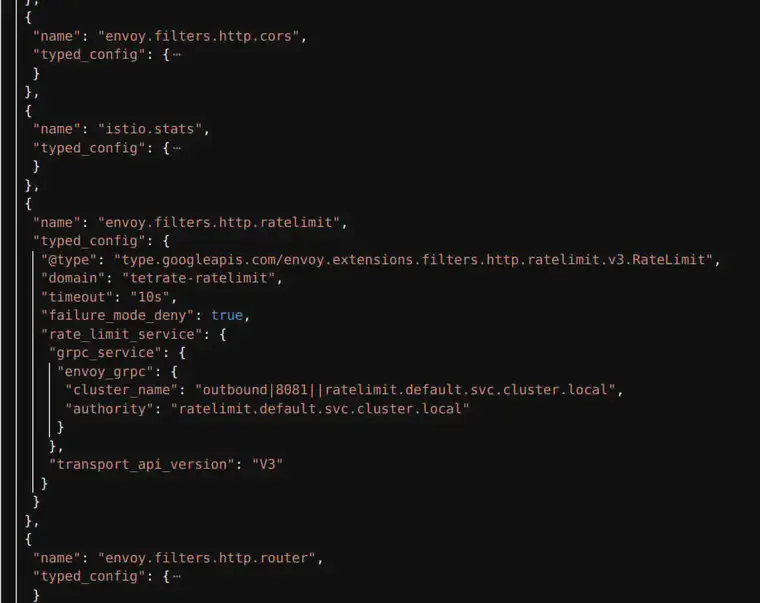 },
{
"name": "envoy.filters.http.cors",
"typed_config": {⋯
}
},
{
"name": "istio.stats",
"typed_config": {⋯
}
},
{
"name": "envoy.filters.http.ratelimit",
"typed_config": {
"@type": "type.googleapis.com/envoy.extensions.filters.http.ratelimit.v3.RateLimit",
"domain": "tetrate-ratelimit",
"timeout": "10s",
"failure_mode_deny": true,
"rate_limit_service": {
"grpc_service": {
"envoy_grpc": {
"cluster_name": "outbound|8081||ratelimit.default.svc.cluster.local",
"authority": "ratelimit.default.svc.cluster.local"
}
},
"transport_api_version": "V3"
}
}
},
{
"name": "envoy.filters.http.router",
"typed_config": {⋯
}